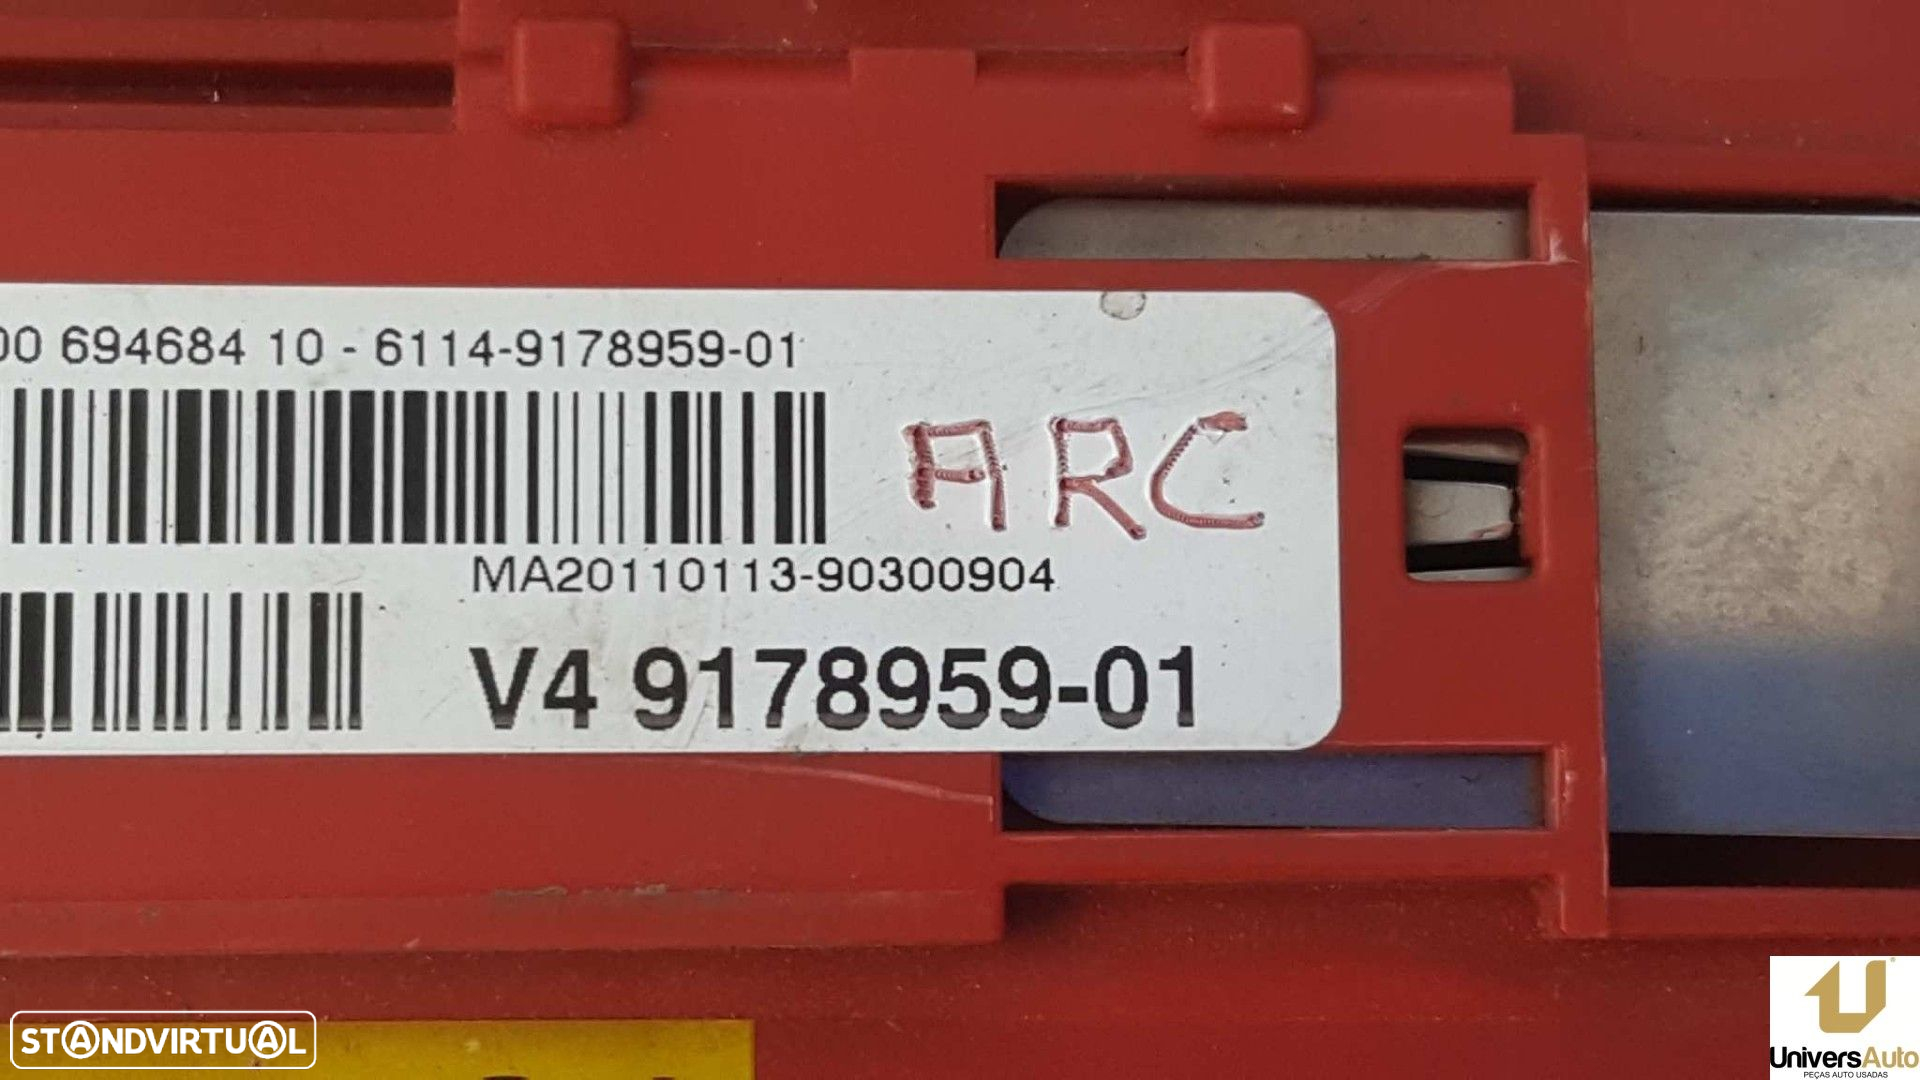 00 694684 10 - 6114-9178959-01
ARC
MA20110113-90300904
V4 9178959-01
STANDVIRTUAL
UniversAuto
PEÇAS AUTO USADAS